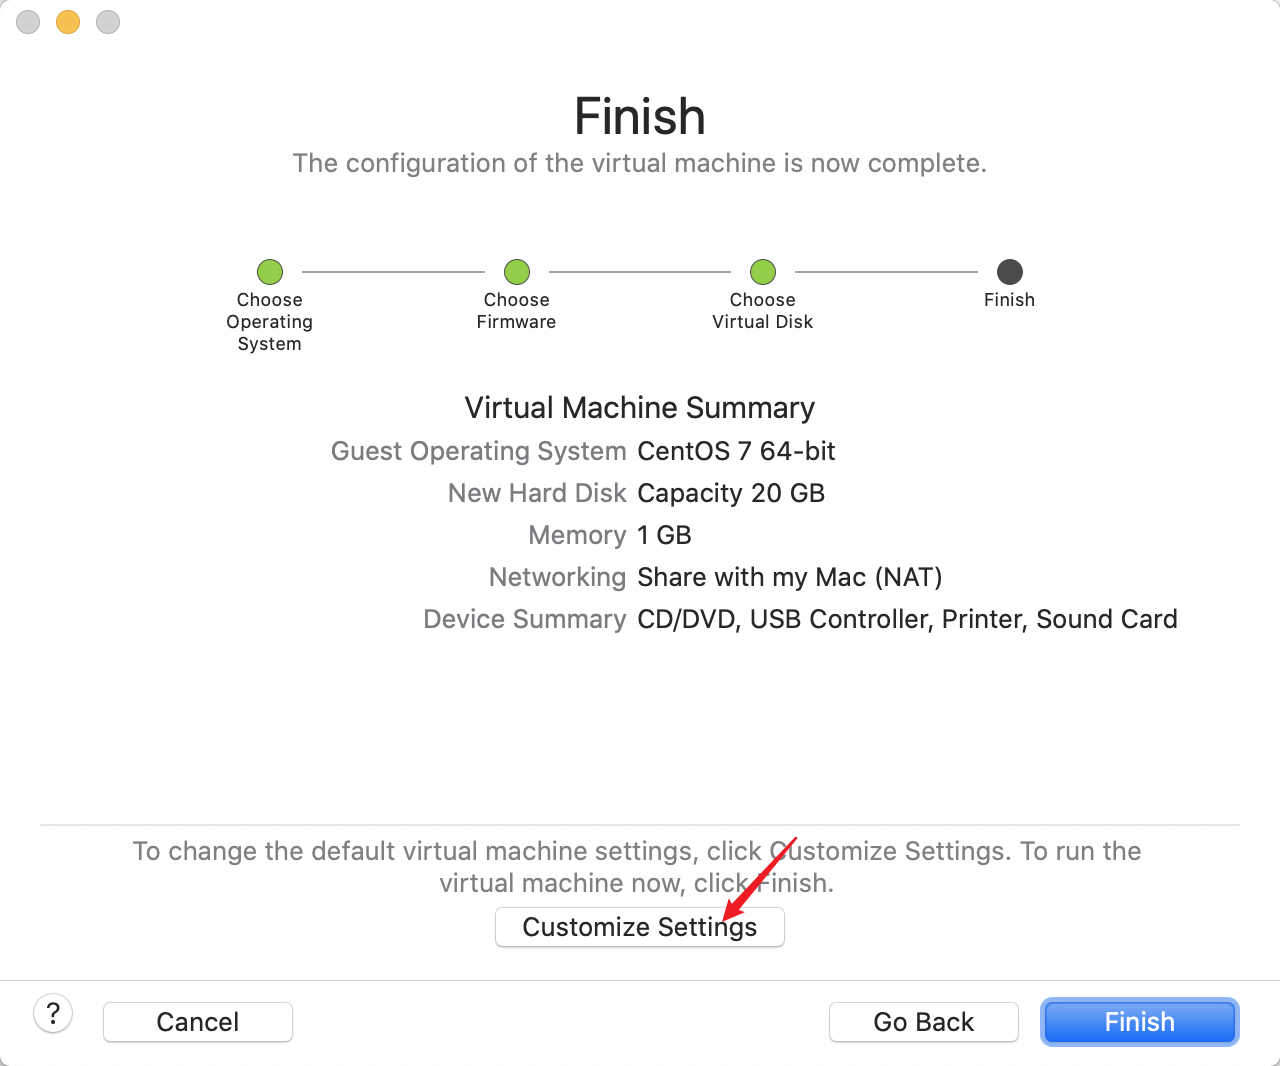 Finish
The configuration of the virtual machine is now complete.
Choose
Operating
System
Choose
Firmware
Choose
Virtual Disk
Finish
Virtual Machine Summary
Guest Operating System CentOS 7 64-bit
New Hard Disk Capacity 20 GB
Memory 1 GB
Networking Share with my Mac (NAT)
Device Summary CD/DVD, USB Controller, Printer, Sound Card
To change the default virtual machine settings, click Customize Settings. To run the
virtual machine now, click Finish.
Customize Settings
?
Cancel
Go Back
Finish